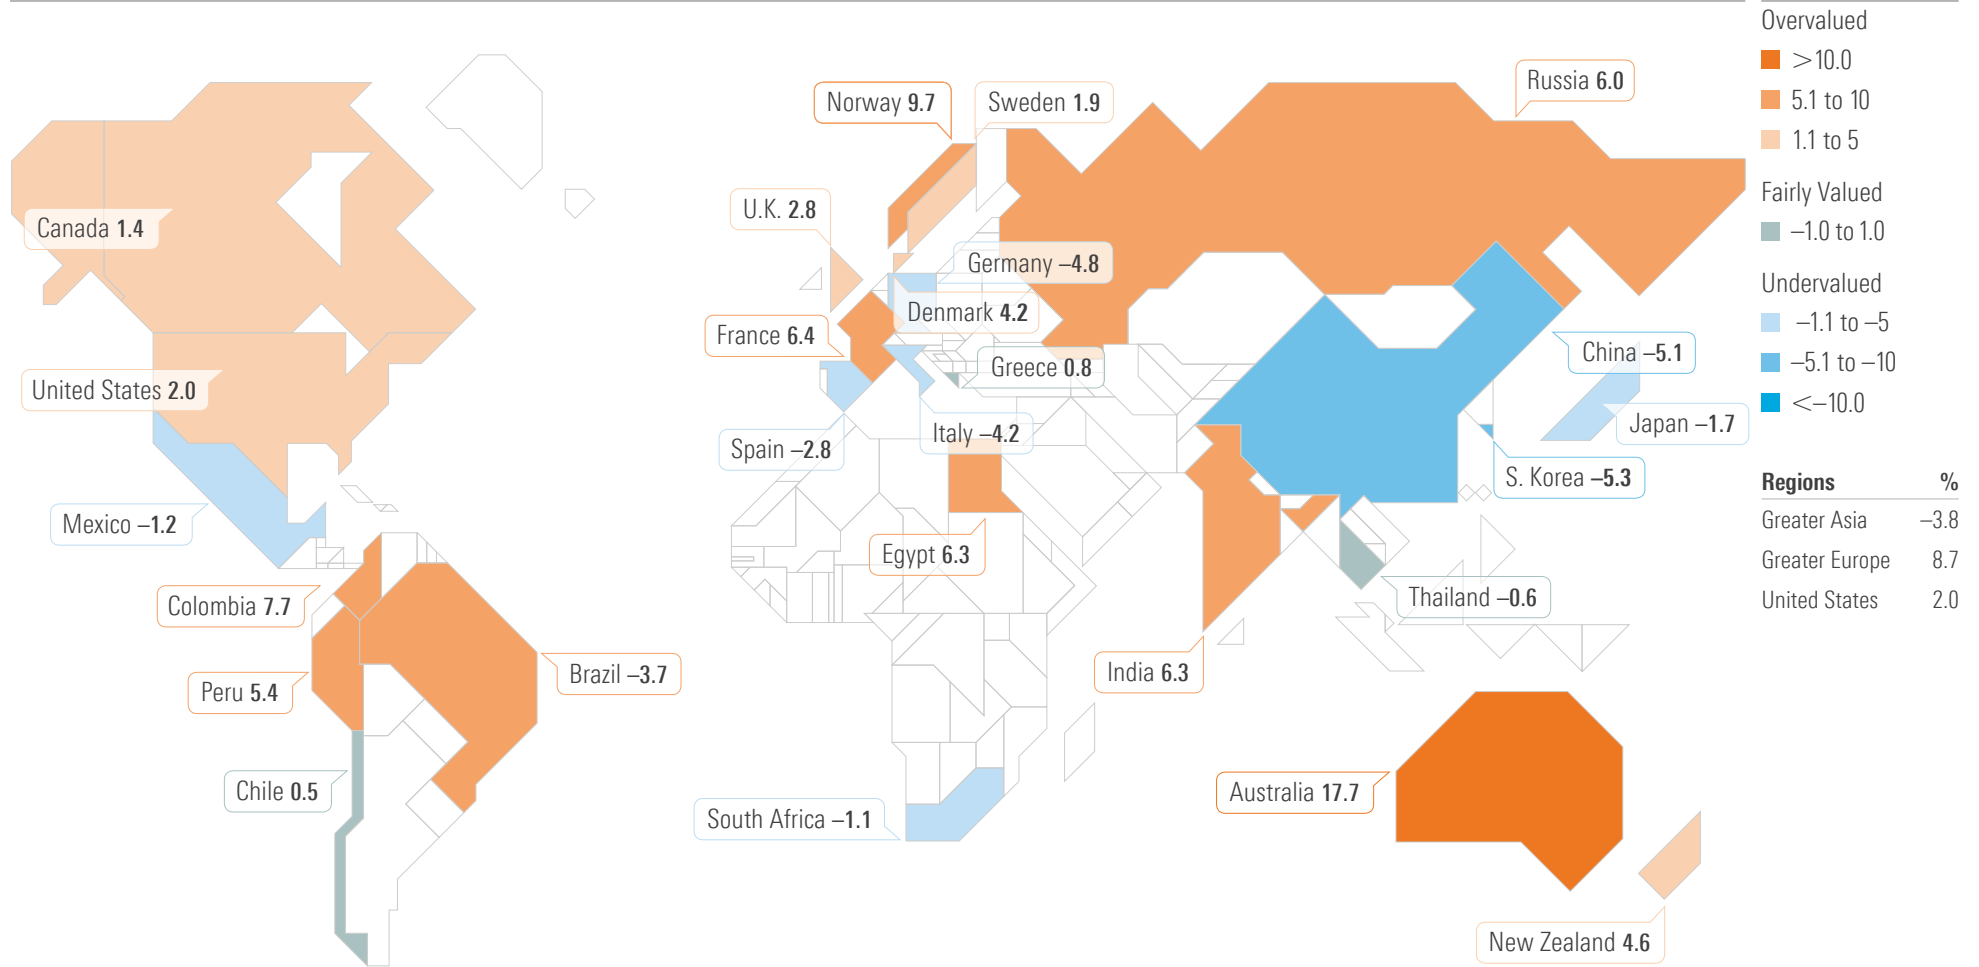 Overvalued
>10.0
5.1 to 10
1.1 to 5
Fairly Valued
–1.0 to 1.0
Undervalued
–1.1 to –5
–5.1 to –10
<–10.0
Regions %
Greater Asia –3.8
Greater Europe 8.7
United States 2.0
Canada 1.4
United States 2.0
Mexico –1.2
Colombia 7.7
Peru 5.4
Brazil –3.7
Chile 0.5
Norway 9.7
Sweden 1.9
Russia 6.0
U.K. 2.8
Germany –4.8
Denmark 4.2
France 6.4
Greece 0.8
Spain –2.8
Italy –4.2
Egypt 6.3
South Africa –1.1
China –5.1
Japan –1.7
S. Korea –5.3
Thailand –0.6
India 6.3
Australia 17.7
New Zealand 4.6